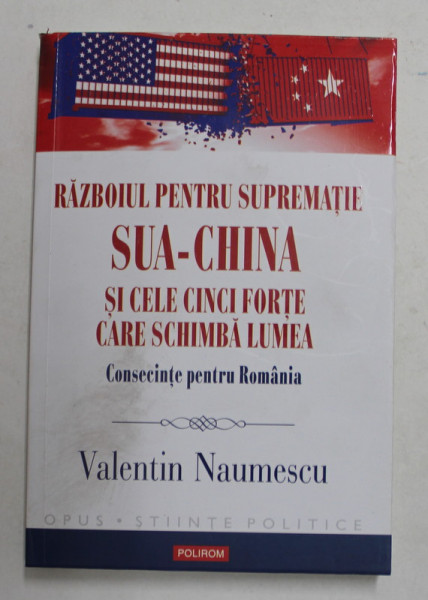 RĂZBOIUL PENTRU SUPREMAȚIE
SUA-CHINA
ȘI CELE CINCI FORȚE
CARE SCHIMBĂ LUMEA
Consecințe pentru România
Valentin Naumescu
OPUS • ȘTIINȚE POLITICE
POLIROM